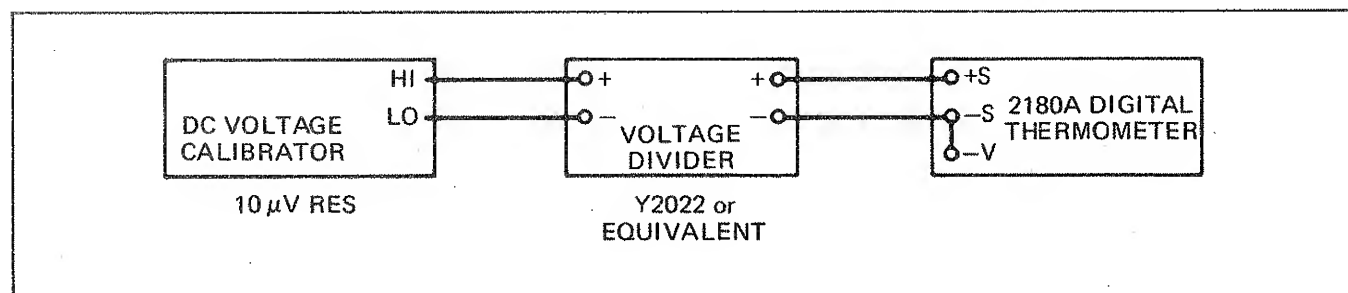 HI
LO
DC VOLTAGE
CALIBRATOR
10 μV RES
+
−
+
−
VOLTAGE
DIVIDER
Y2022 or
EQUIVALENT
+S
−S
−V
2180A DIGITAL
THERMOMETER